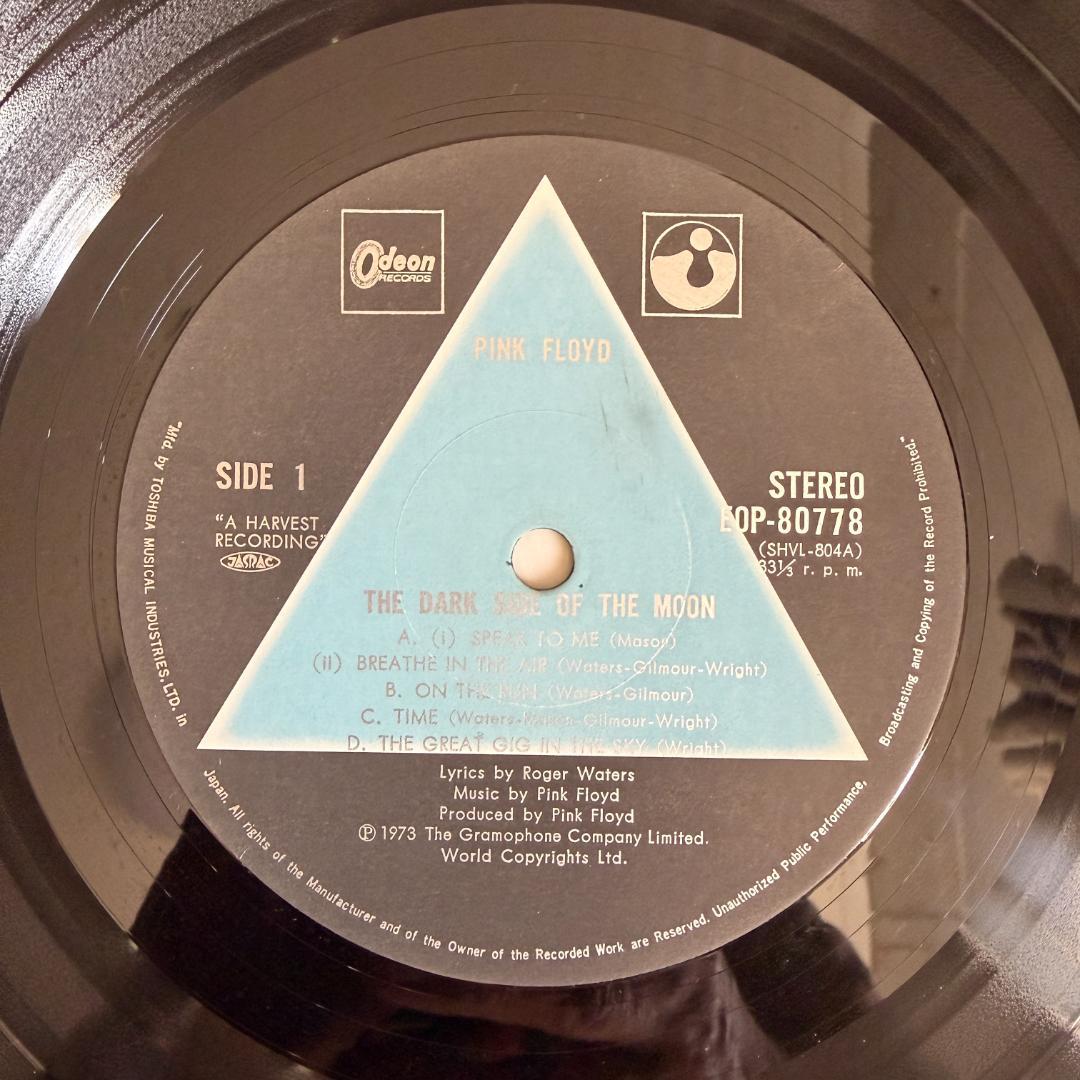 Odeon
RECORDS
PINK FLOYD
SIDE 1
"A HARVEST
RECORDING"
JASRAC
STEREO
EOP-80778
(SHVL-804A)
33⅓ r. p. m.
THE DARK SIDE OF THE MOON
A. (i) SPEAK TO ME (Mason)
(ii) BREATHE IN THE AIR (Waters-Gilmour-Wright)
B. ON THE RUN (Waters-Gilmour)
C. TIME (Waters-Mason-Gilmour-Wright)
D. THE GREAT GIG IN THE SKY (Wright)
Lyrics by Roger Waters
Music by Pink Floyd
Produced by Pink Floyd
Ⓟ 1973 The Gramophone Company Limited.
World Copyrights Ltd.
"Mfd. by TOSHIBA MUSICAL INDUSTRIES, LTD. in Japan. All rights of the Manufacturer and of the Owner of the Recorded Work are Reserved. Unauthorized Public Performance, Broadcasting and Copying of the Record Prohibited."